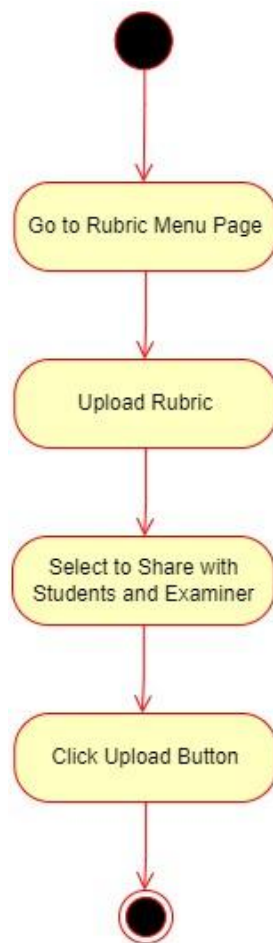 Go to Rubric Menu Page
Upload Rubric
Select to Share with
Students and Examiner
Click Upload Button